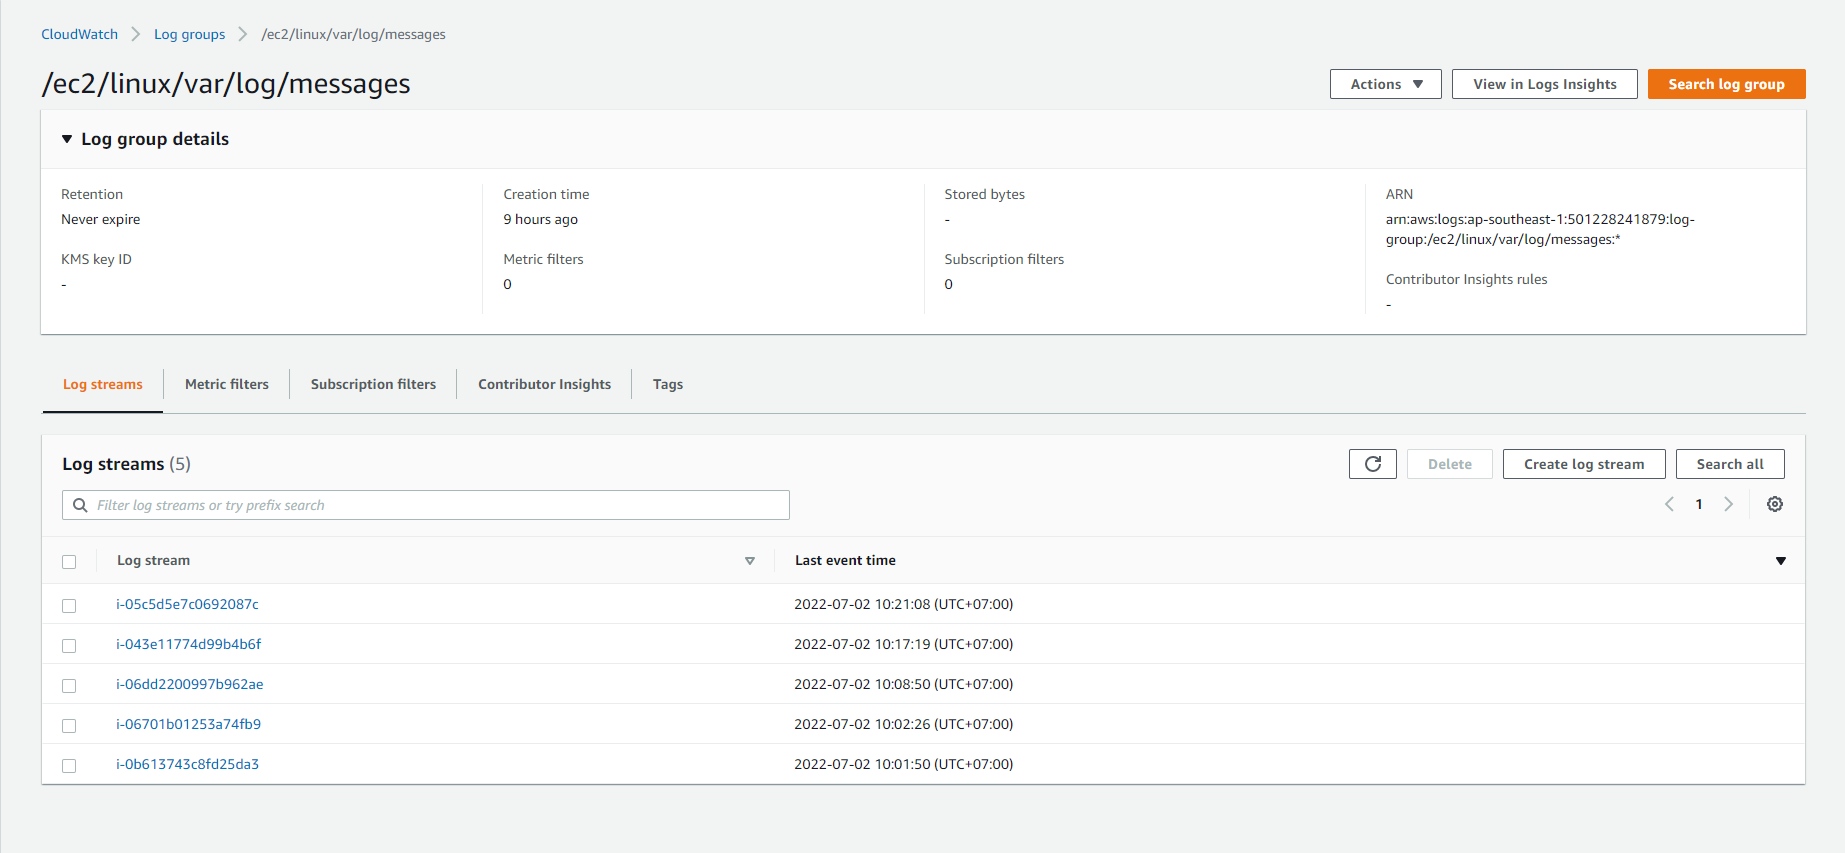 CloudWatch > Log groups > /ec2/linux/var/log/messages
/ec2/linux/var/log/messages
Actions ▼ View in Logs Insights Search log group
▼ Log group details
Retention
Never expire
KMS key ID
-
Creation time
9 hours ago
Metric filters
0
Stored bytes
-
Subscription filters
0
ARN
arn:aws:logs:ap-southeast-1:501228241879:log-
group:/ec2/linux/var/log/messages:*
Contributor Insights rules
-
Log streams Metric filters Subscription filters Contributor Insights Tags
Log streams (5)
Delete Create log stream Search all
Filter log streams or try prefix search
< 1 >
Log stream Last event time
i-05c5d5e7c0692087c 2022-07-02 10:21:08 (UTC+07:00)
i-043e11774d99b4b6f 2022-07-02 10:17:19 (UTC+07:00)
i-06dd2200997b962ae 2022-07-02 10:08:50 (UTC+07:00)
i-06701b01253a74fb9 2022-07-02 10:02:26 (UTC+07:00)
i-0b613743c8fd25da3 2022-07-02 10:01:50 (UTC+07:00)